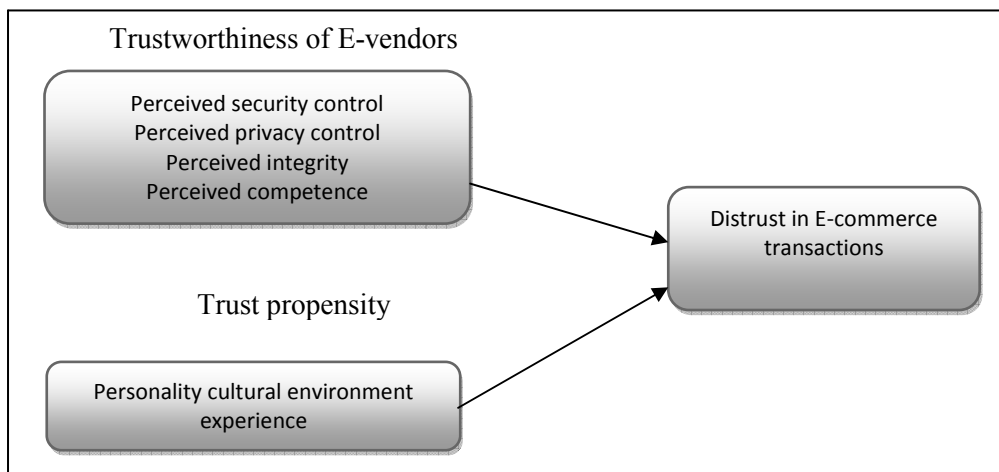 Trustworthiness of E-vendors
Perceived security control
Perceived privacy control
Perceived integrity
Perceived competence
Distrust in E-commerce
transactions
Trust propensity
Personality cultural environment
experience